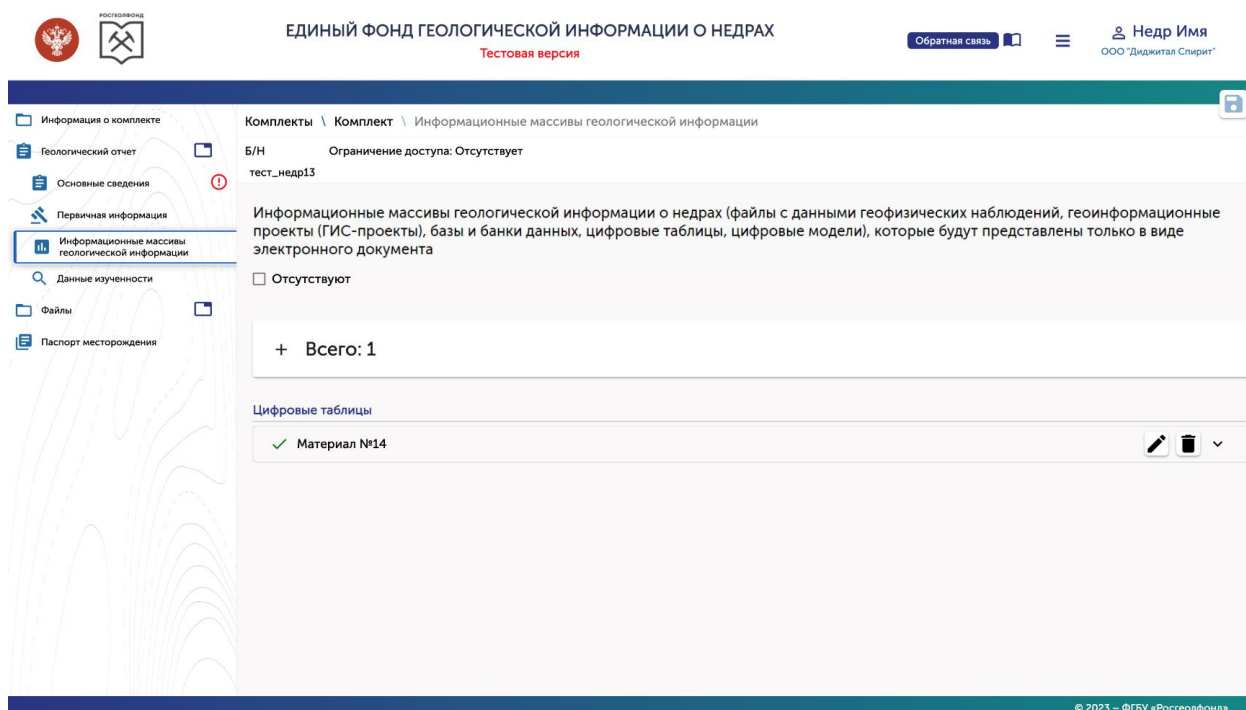 РОСГЕОЛФОНД
ЕДИНЫЙ ФОНД ГЕОЛОГИЧЕСКОЙ ИНФОРМАЦИИ О НЕДРАХ
Тестовая версия
Обратная связь
Недр Имя
ООО "Диджитал Спирит"
Информация о комплекте
Геологический отчет
Основные сведения
Первичная информация
Информационные массивы
геологической информации
Данные изученности
Файлы
Паспорт месторождения
Комплекты \ Комплект \ Информационные массивы геологической информации
Б/Н Ограничение доступа: Отсутствует
тест_недр13
Информационные массивы геологической информации о недрах (файлы с данными геофизических наблюдений, геоинформационные
проекты (ГИС-проекты), базы и банки данных, цифровые таблицы, цифровые модели), которые будут представлены только в виде
электронного документа
Отсутствуют
+ Всего: 1
Цифровые таблицы
Материал №14
© 2023 – ФГБУ «Росгеолфонд»